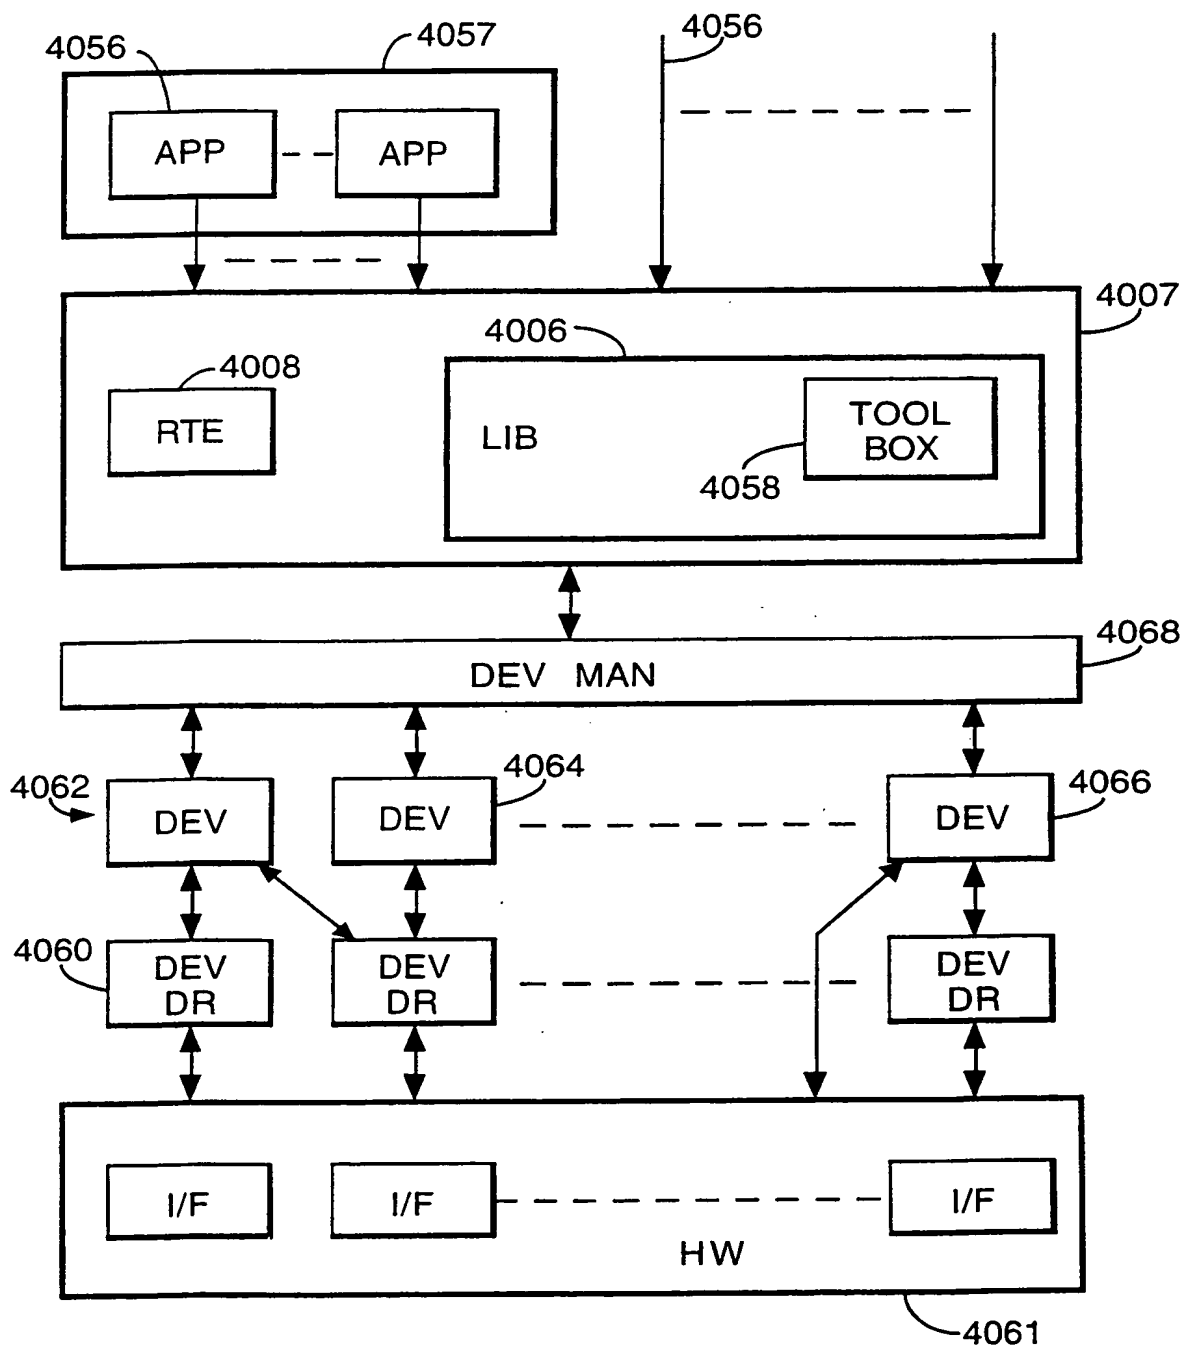 4056
4057
4056
APP
APP
4007
4006
4008
RTE
LIB
TOOL
BOX
4058
4068
DEV MAN
4062
DEV
DEV
4064
DEV
4066
4060
DEV
DR
DEV
DR
DEV
DR
I/F
I/F
I/F
HW
4061